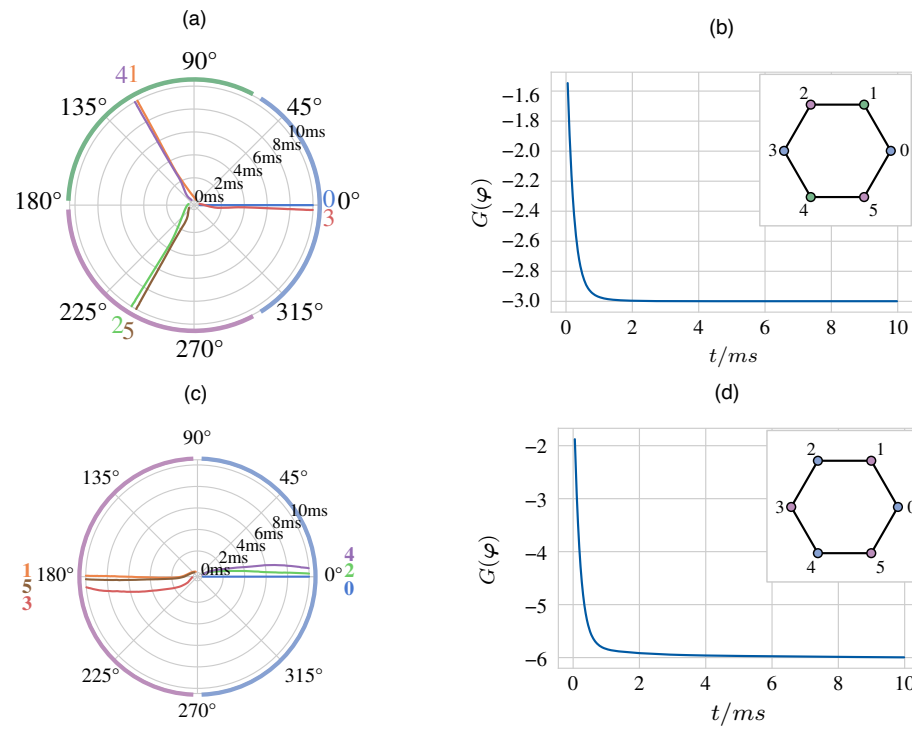 (a)
90°
41
135°
45°
10ms
8ms
6ms
4ms
2ms
0ms
180°
0 0°
3
225°
25
315°
270°
(b)
G(φ)
−1.6
−1.8
−2.0
−2.2
−2.4
−2.6
−2.8
−3.0
0 2 4 6 8 10
t/ms
2 1
3 0
4 5
(c)
90°
135°
45°
10ms
8ms
6ms
4ms
2ms
0ms
1 180°
5
3
4
0° 2
0
225°
315°
270°
(d)
G(φ)
−2
−3
−4
−5
−6
0 2 4 6 8 10
t/ms
2 1
3 0
4 5